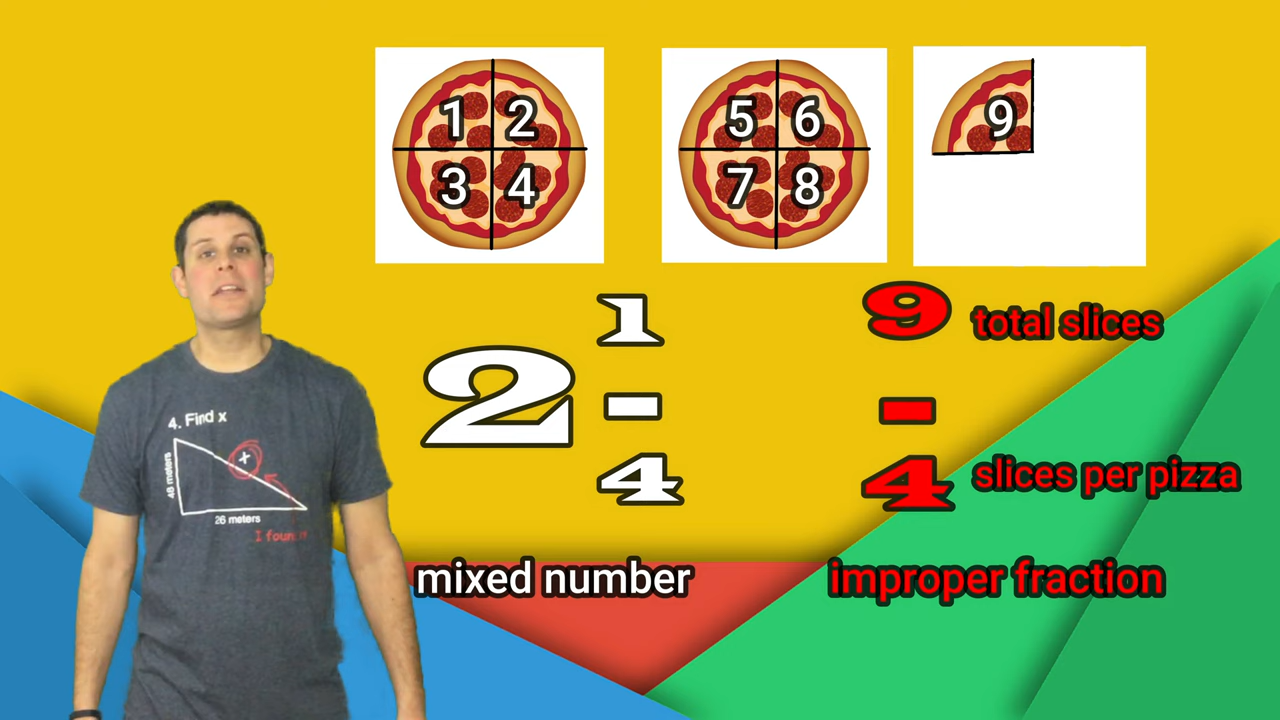 1 2
3 4
5 6
7 8
9
2 1
-
4
mixed number
9 total slices
-
4 slices per pizza
improper fraction
4. Find x
48 meters
x
26 meters
I found